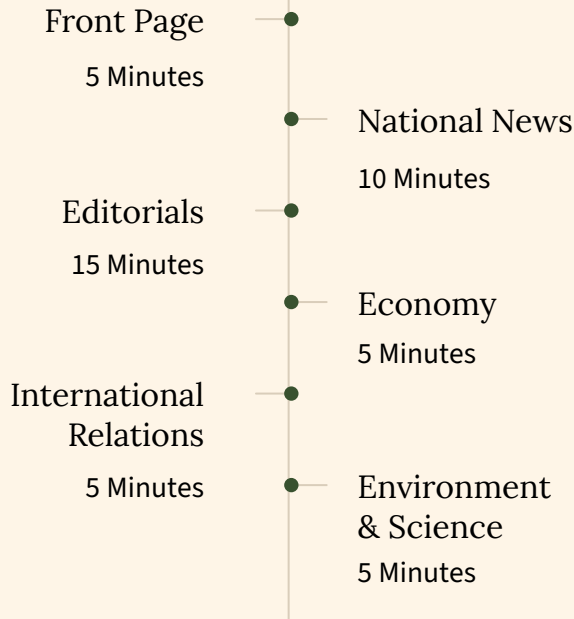 Front Page
5 Minutes
National News
10 Minutes
Editorials
15 Minutes
Economy
5 Minutes
International
Relations
5 Minutes
Environment
& Science
5 Minutes